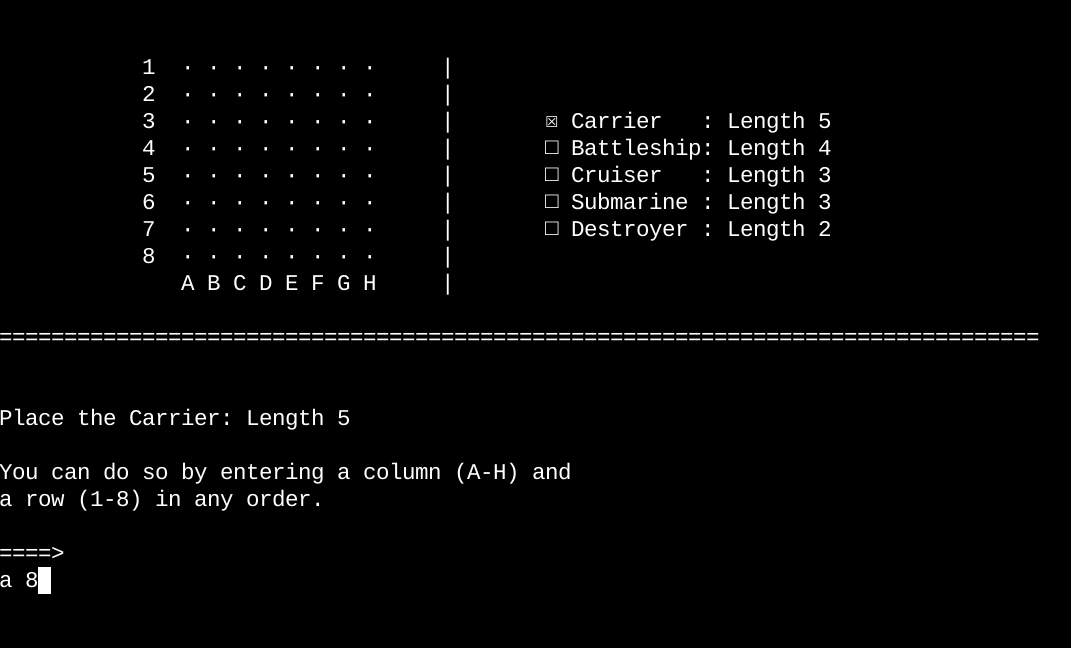 1 · · · · · · · · |
2 · · · · · · · · |
3 · · · · · · · · | ☒ Carrier : Length 5
4 · · · · · · · · | ☐ Battleship: Length 4
5 · · · · · · · · | ☐ Cruiser : Length 3
6 · · · · · · · · | ☐ Submarine : Length 3
7 · · · · · · · · | ☐ Destroyer : Length 2
8 · · · · · · · · |
A B C D E F G H |
================================================================================
Place the Carrier: Length 5
You can do so by entering a column (A-H) and
a row (1-8) in any order.
====>
a 8